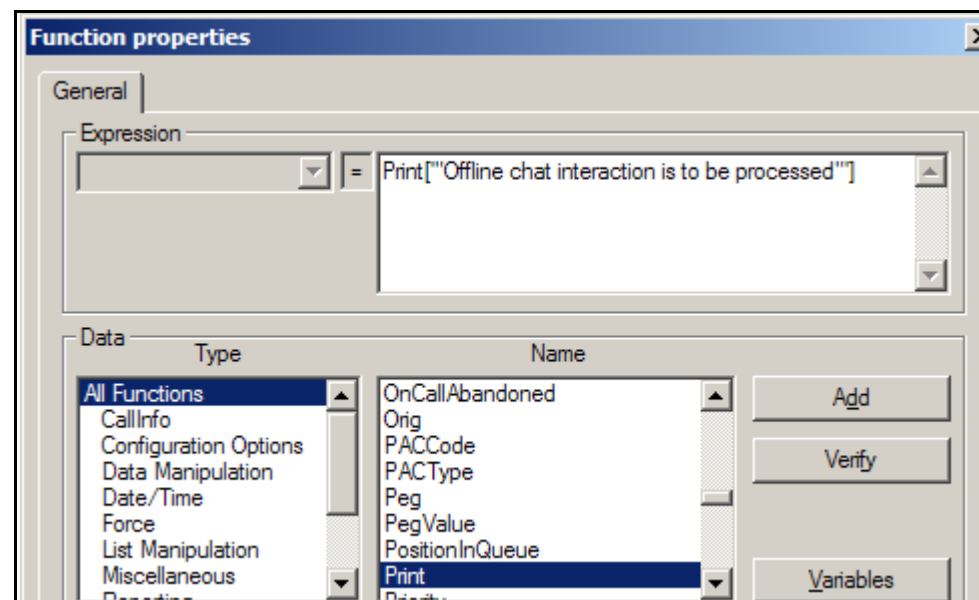 Function properties
General
Expression
= Print["'Offline chat interaction is to be processed'"]
Data
Type Name
All Functions OnCallAbandoned Add
CallInfo Orig
Configuration Options PACCode
Data Manipulation PACType Verify
Date/Time Peg
Force PegValue
List Manipulation PositionInQueue
Miscellaneous Print Variables
Reporting Priority